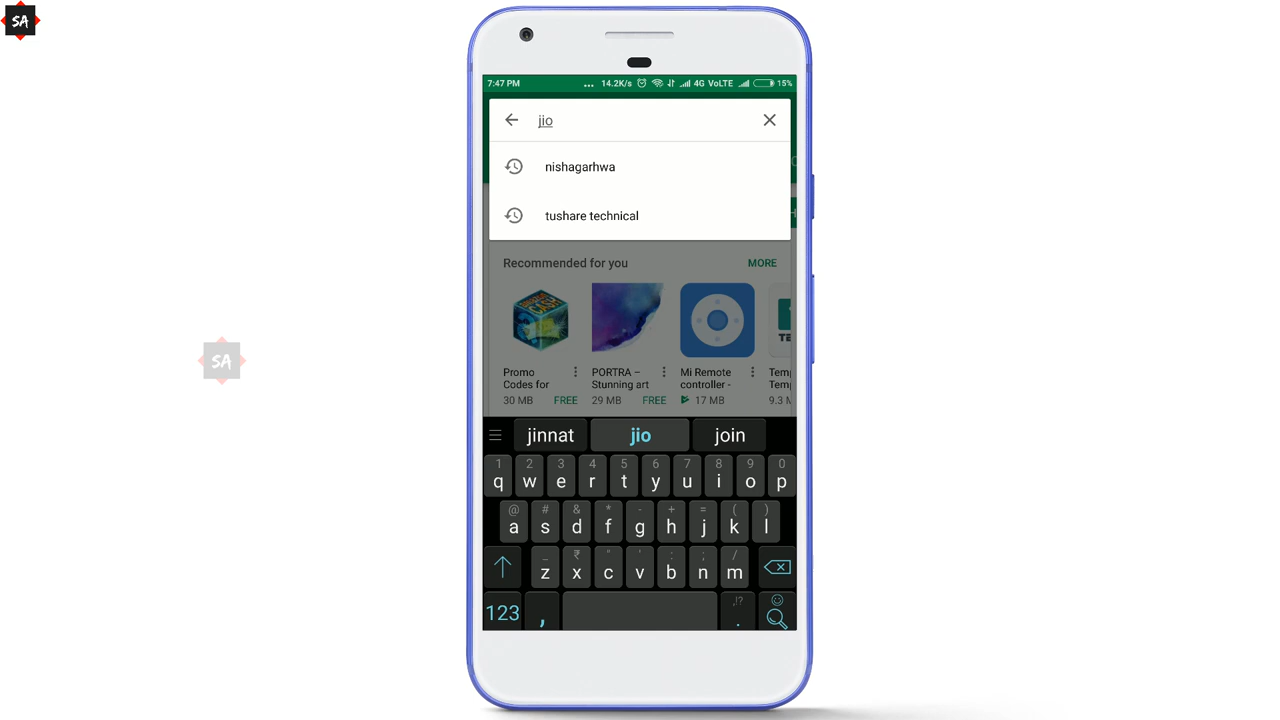 SA
7:47 PM ... 14.2K/s 4G VoLTE 15%
jio
nishagarhwa
tushare technical
Recommended for you MORE
Promo Codes for
30 MB FREE
PORTRA – Stunning art
29 MB FREE
Mi Remote controller -
17 MB
Temp
9.3 M
SA
jinnat jio join
1 2 3 4 5 6 7 8 9 0
q w e r t y u i o p
@ # & * - + = ( )
a s d f g h j k l
_ ₹ " ' : ; /
z x c v b n m
123 , ,!? .